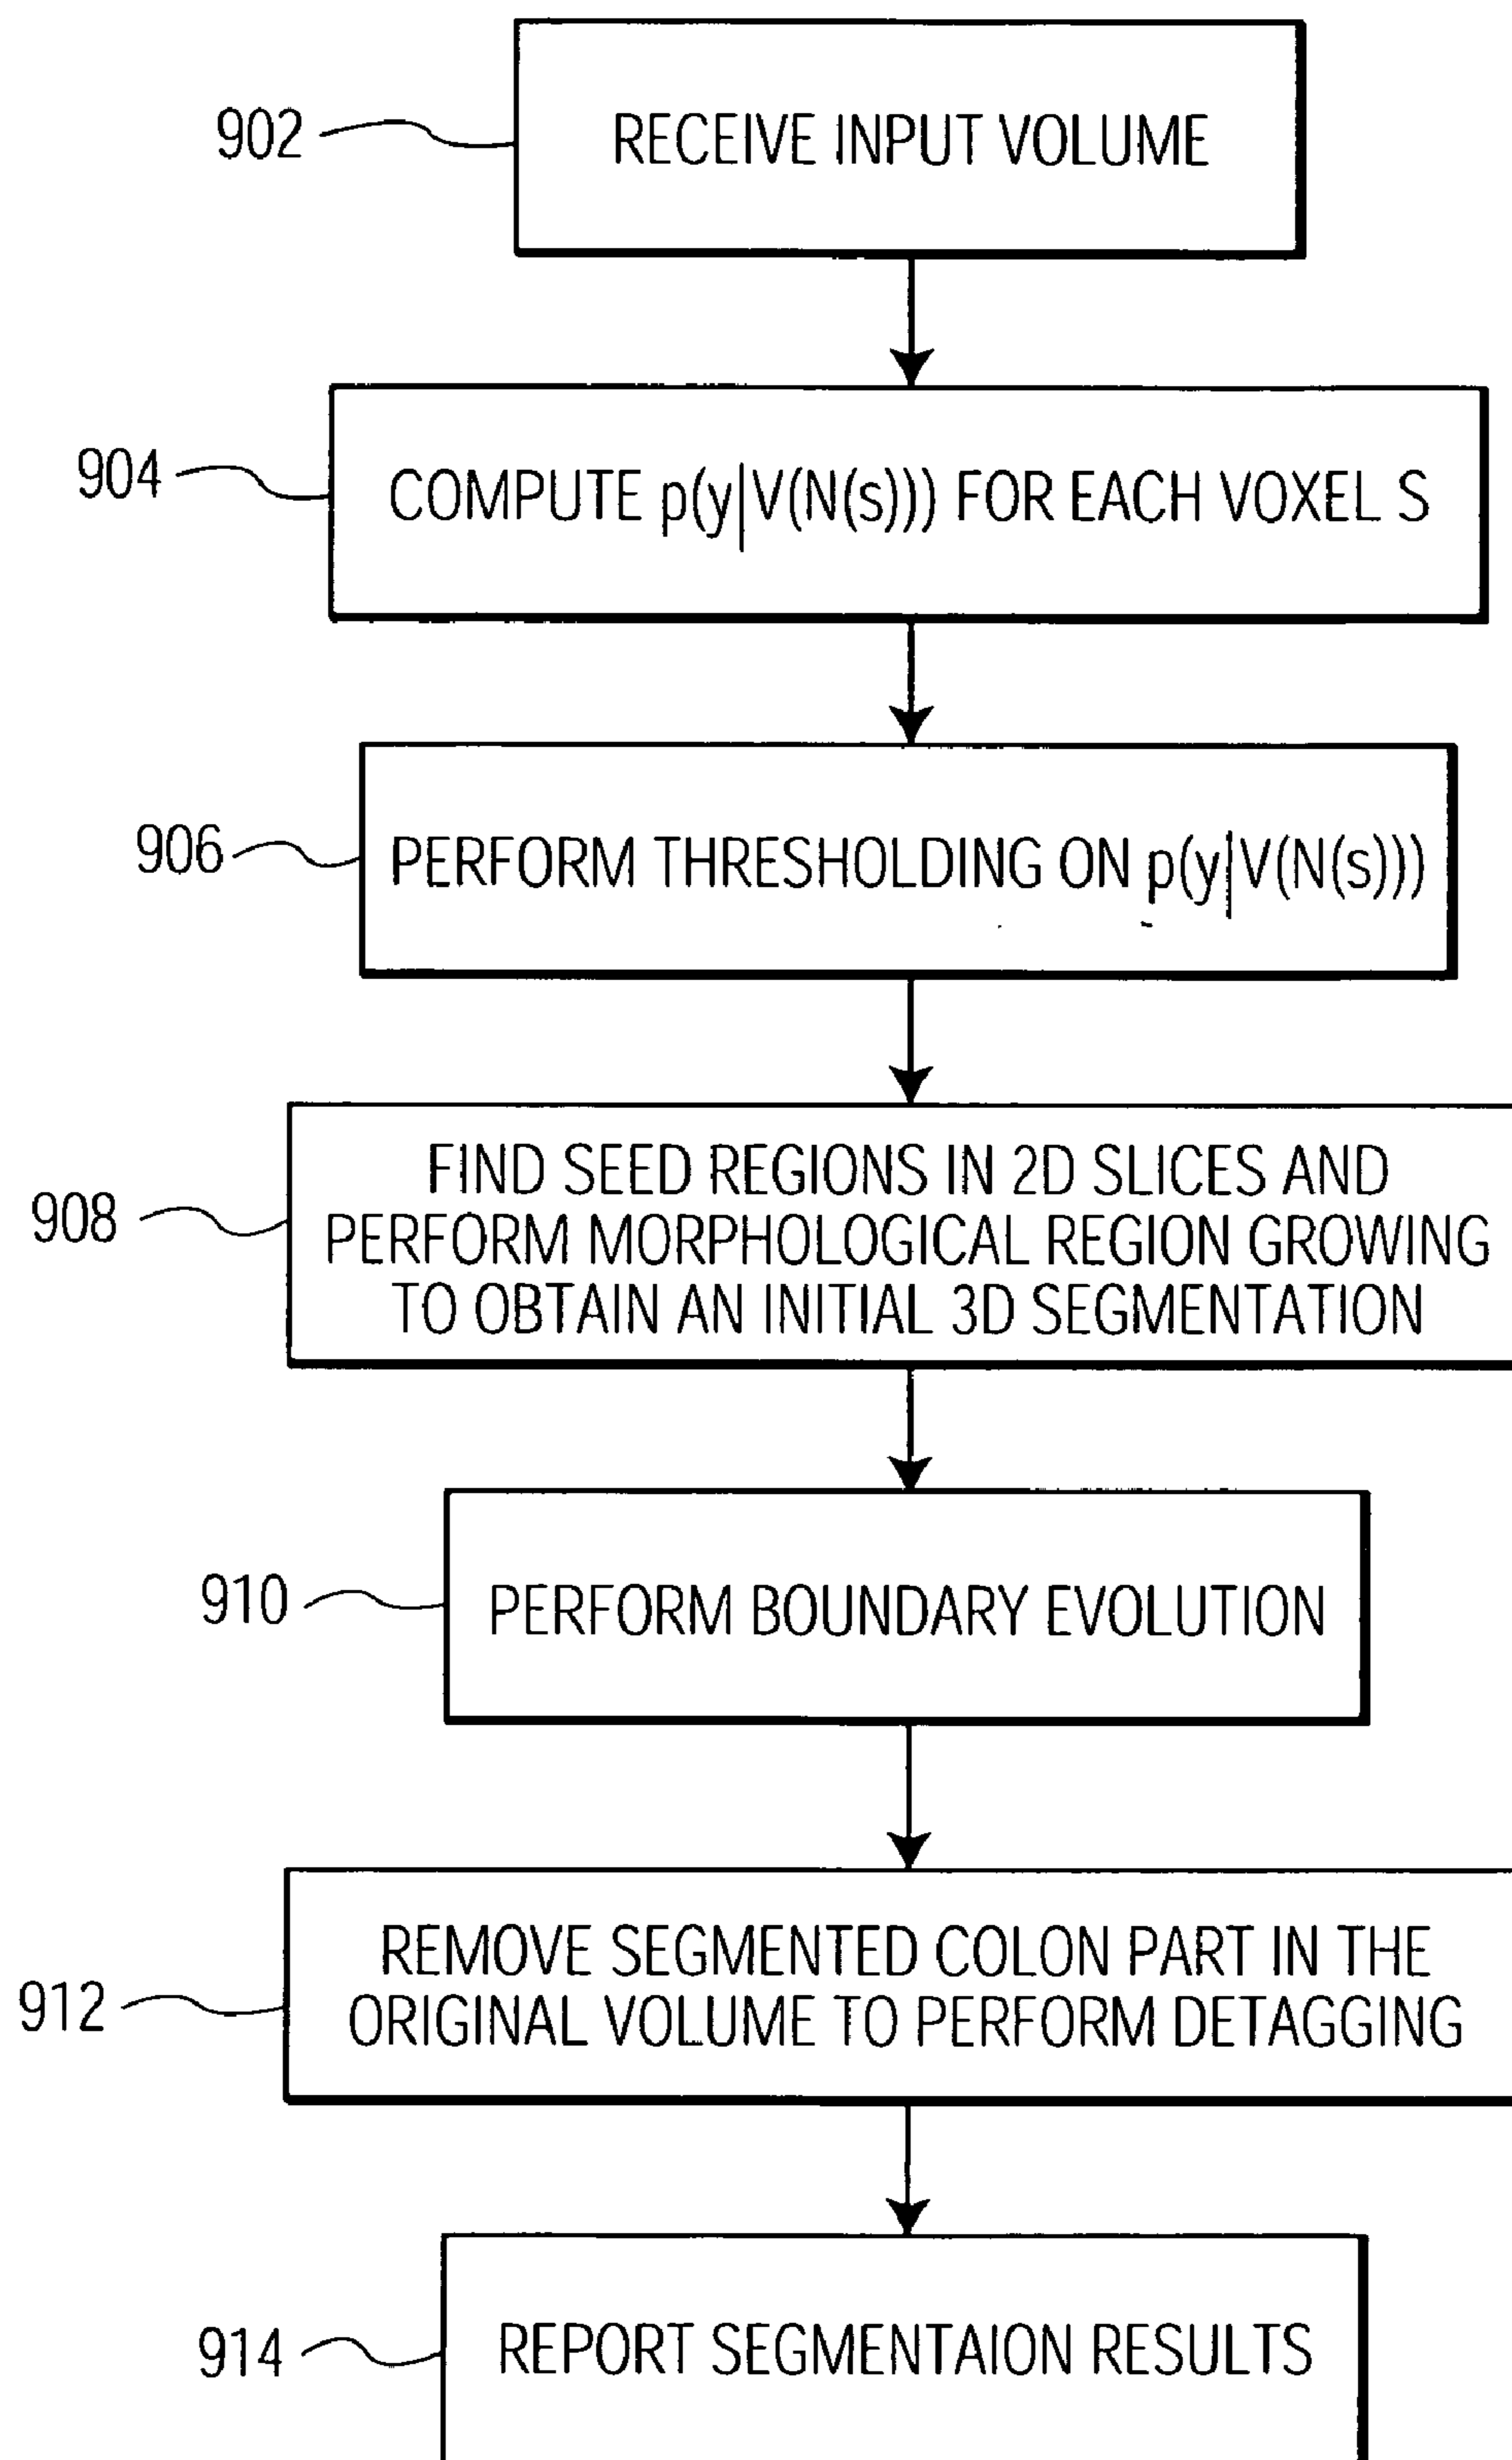 902
RECEIVE INPUT VOLUME
904
COMPUTE p(y|V(N(s))) FOR EACH VOXEL S
906
PERFORM THRESHOLDING ON p(y|V(N(s)))
908
FIND SEED REGIONS IN 2D SLICES AND
PERFORM MORPHOLOGICAL REGION GROWING
TO OBTAIN AN INITIAL 3D SEGMENTATION
910
PERFORM BOUNDARY EVOLUTION
912
REMOVE SEGMENTED COLON PART IN THE
ORIGINAL VOLUME TO PERFORM DETAGGING
914
REPORT SEGMENTAION RESULTS